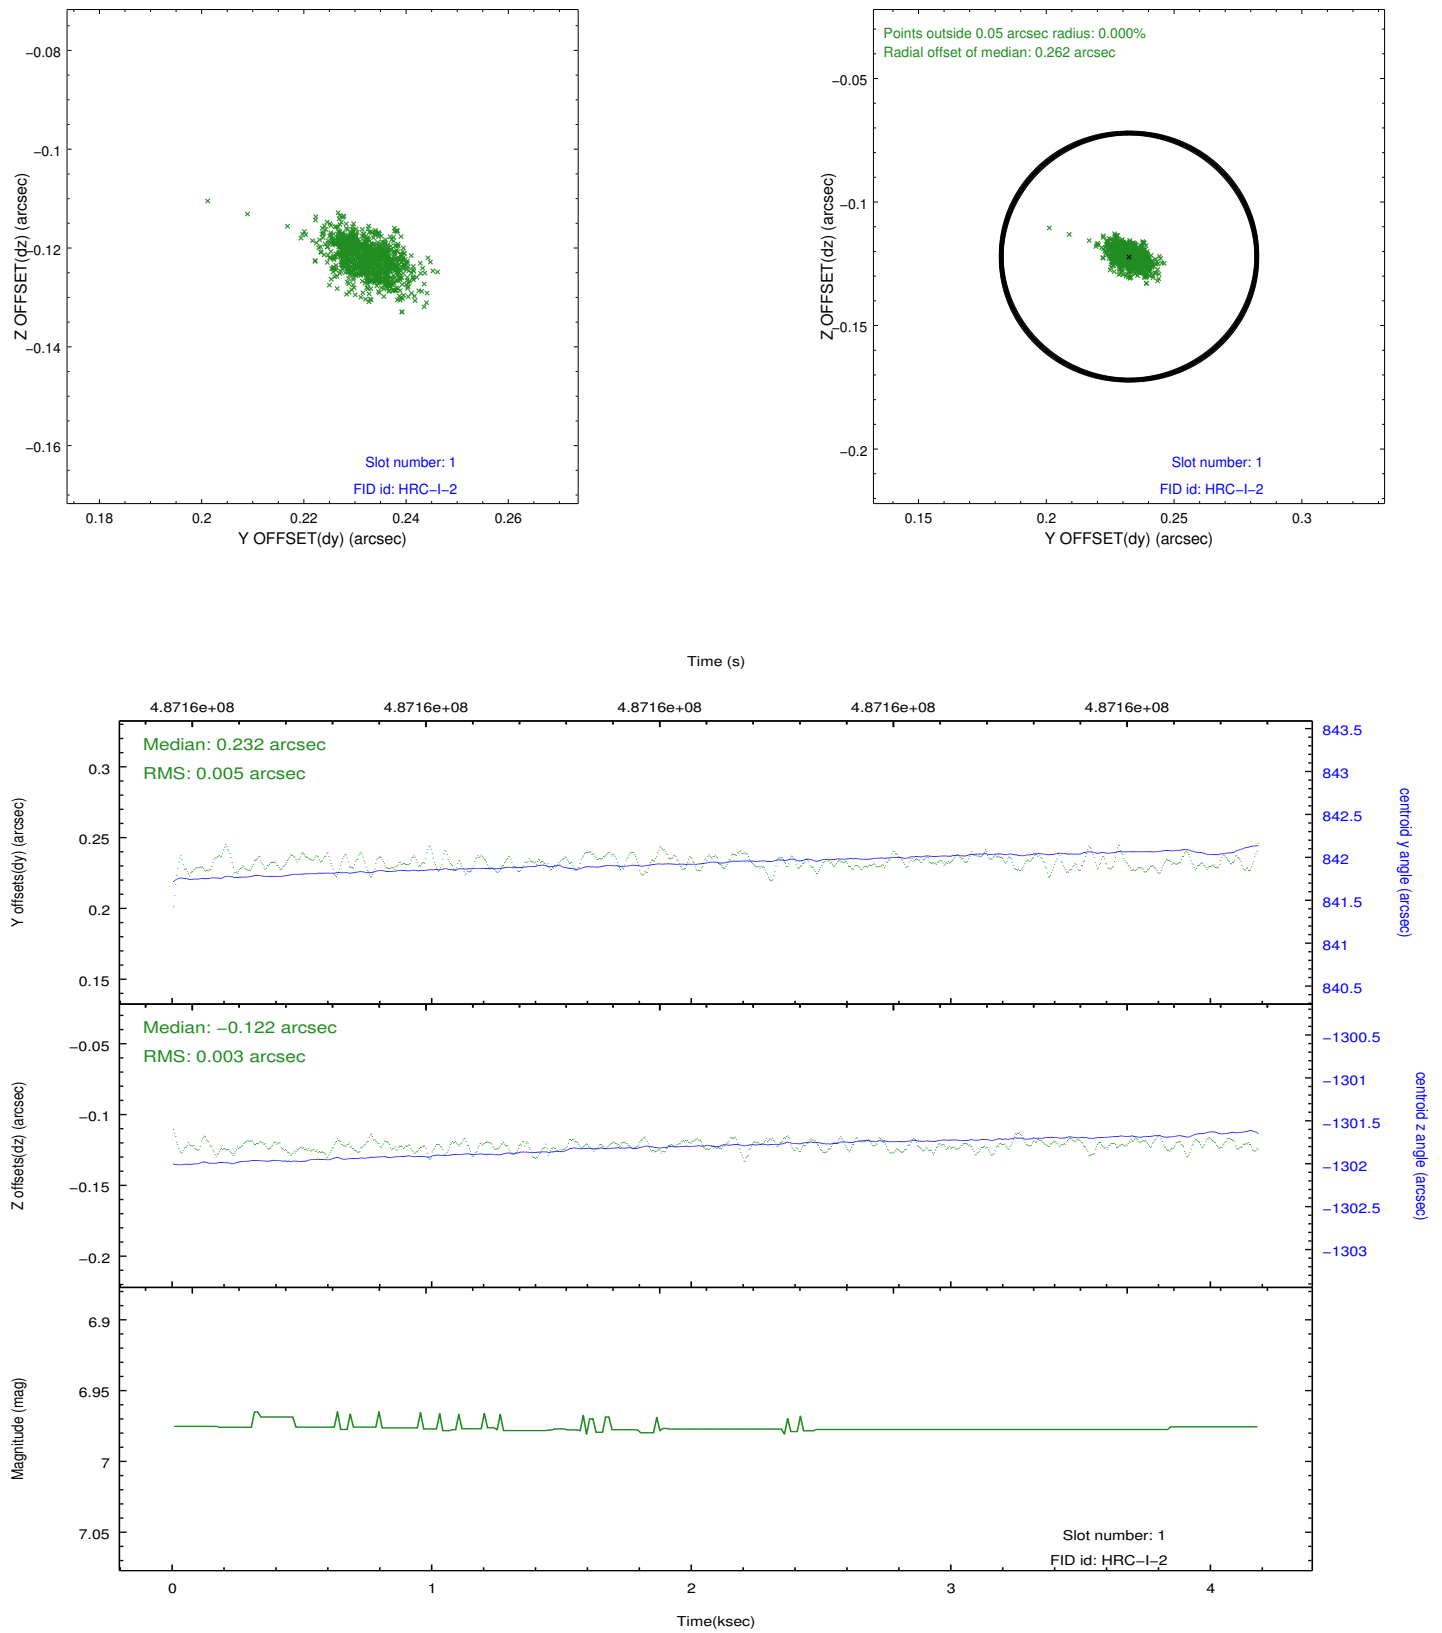 −0.08
−0.1
−0.12
−0.14
−0.16
Z OFFSET(dz) (arcsec)
Slot number: 1
FID id: HRC−I−2
0.18
0.2
0.22
0.24
0.26
Y OFFSET(dy) (arcsec)
Points outside 0.05 arcsec radius: 0.000%
Radial offset of median: 0.262 arcsec
−0.05
−0.1
−0.15
−0.2
Z OFFSET(dz) (arcsec)
Slot number: 1
FID id: HRC−I−2
0.15
0.2
0.25
0.3
Y OFFSET(dy) (arcsec)
Time (s)
4.8716e+08
4.8716e+08
4.8716e+08
4.8716e+08
4.8716e+08
Median: 0.232 arcsec
RMS: 0.005 arcsec
0.3
0.25
0.2
0.15
Y offsets(dy) (arcsec)
843.5
843
842.5
842
841.5
841
840.5
centroid y angle (arcsec)
Median: −0.122 arcsec
RMS: 0.003 arcsec
−0.05
−0.1
−0.15
−0.2
Z offsets(dz) (arcsec)
−1300.5
−1301
−1301.5
−1302
−1302.5
−1303
centroid z angle (arcsec)
6.9
6.95
7
7.05
Magnitude (mag)
Slot number: 1
FID id: HRC−I−2
0
1
2
3
4
Time(ksec)